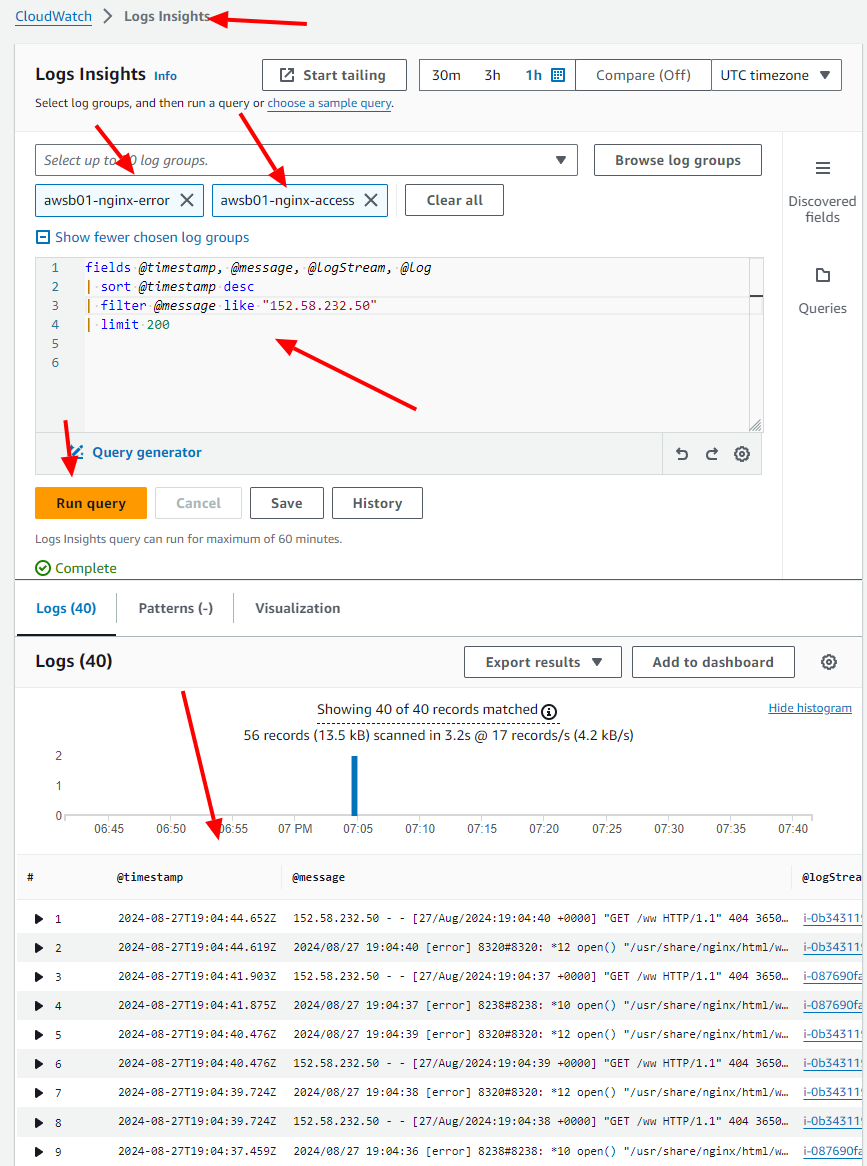 CloudWatch > Logs Insights
Logs Insights Info
Start tailing
30m 3h 1h
Compare (Off)
UTC timezone
Select log groups, and then run a query or choose a sample query.
Select up to 50 log groups.
Browse log groups
awsb01-nginx-error
awsb01-nginx-access
Clear all
Show fewer chosen log groups
Discovered
fields
Queries
1 fields @timestamp, @message, @logStream, @log
2 | sort @timestamp desc
3 | filter @message like "152.58.232.50"
4 | limit 200
5
6
Query generator
Run query
Cancel
Save
History
Logs Insights query can run for maximum of 60 minutes.
Complete
Logs (40)
Patterns (-)
Visualization
Logs (40)
Export results
Add to dashboard
Showing 40 of 40 records matched
Hide histogram
56 records (13.5 kB) scanned in 3.2s @ 17 records/s (4.2 kB/s)
2
1
0
06:45 06:50 06:55 07 PM 07:05 07:10 07:15 07:20 07:25 07:30 07:35 07:40
# @timestamp @message @logStrea
1 2024-08-27T19:04:44.652Z 152.58.232.50 - - [27/Aug/2024:19:04:40 +0000] "GET /ww HTTP/1.1" 404 3650… i-0b34311
2 2024-08-27T19:04:44.619Z 2024/08/27 19:04:40 [error] 8320#8320: *12 open() "/usr/share/nginx/html/w… i-0b34311
3 2024-08-27T19:04:41.903Z 152.58.232.50 - - [27/Aug/2024:19:04:37 +0000] "GET /ww HTTP/1.1" 404 3650… i-087690fa
4 2024-08-27T19:04:41.875Z 2024/08/27 19:04:37 [error] 8238#8238: *10 open() "/usr/share/nginx/html/w… i-087690fa
5 2024-08-27T19:04:40.476Z 2024/08/27 19:04:39 [error] 8320#8320: *12 open() "/usr/share/nginx/html/w… i-0b34311
6 2024-08-27T19:04:40.476Z 152.58.232.50 - - [27/Aug/2024:19:04:39 +0000] "GET /ww HTTP/1.1" 404 3650… i-0b34311
7 2024-08-27T19:04:39.724Z 2024/08/27 19:04:38 [error] 8320#8320: *12 open() "/usr/share/nginx/html/w… i-0b34311
8 2024-08-27T19:04:39.724Z 152.58.232.50 - - [27/Aug/2024:19:04:38 +0000] "GET /ww HTTP/1.1" 404 3650… i-0b34311
9 2024-08-27T19:04:37.459Z 2024/08/27 19:04:36 [error] 8238#8238: *10 open() "/usr/share/nginx/html/w… i-087690fa